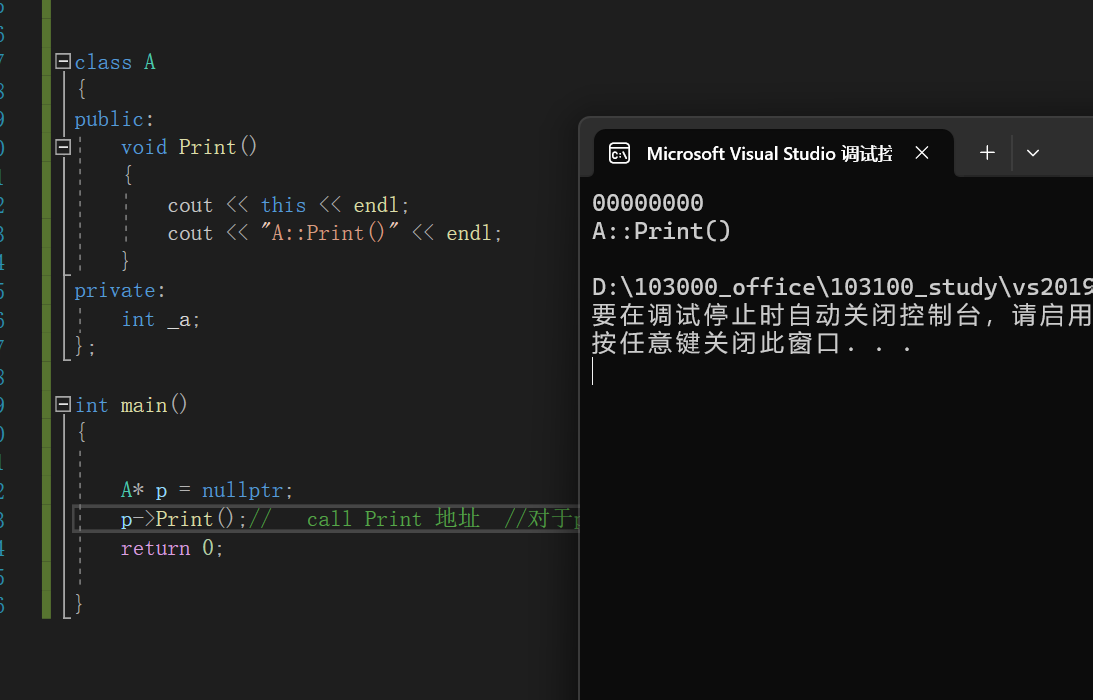 class A
{
public:
void Print()
{
cout << this << endl;
cout << "A::Print()" << endl;
}
private:
int _a;
};
int main()
{
A* p = nullptr;
p->Print();//   call Print 地址  //对于p
return 0;
}
Microsoft Visual Studio 调试控
00000000
A::Print()
D:\103000_office\103100_study\vs2019
要在调试停止时自动关闭控制台，请启用
按任意键关闭此窗口. . .